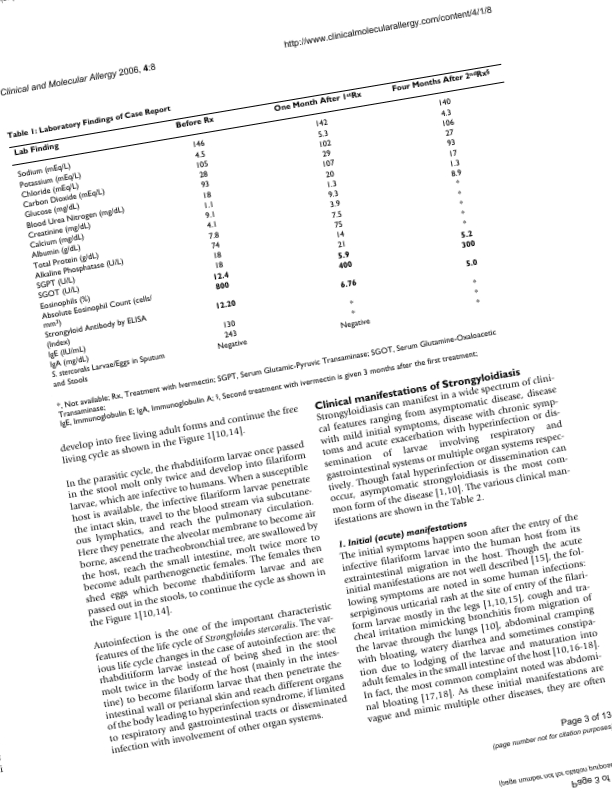 http://www.clinicalmolecularallergy.com/content/4/1/8
Clinical and Molecular Allergy 2006, 4:8
Table 1: Laboratory Findings of Case Report
Lab Finding Before Rx One Month After 1stRx Four Months After 2ndRx§
Sodium (mEq/L) 146 142 140
Potassium (mEq/L) 4.5 5.3 4.3
Chloride (mEq/L) 105 102 106
Carbon Dioxide (mEq/L) 28 29 27
Glucose (mg/dL) 93 107 93
Blood Urea Nitrogen (mg/dL) 18 20 17
Creatinine (mg/dL) 1.1 1.3 1.3
Calcium (mg/dL) 9.1 9.3 8.9
Albumin (g/dL) 4.1 3.9 *
Total Protein (g/dL) 7.8 7.5 *
Alkaline Phosphatase (U/L) 74 75 *
SGPT (U/L) 18 14 *
SGOT (U/L) 18 21 *
Eosinophils (%) 12.4 5.9 5.2
Absolute Eosinophil Count (cells/ 800 400 300
mm3)
Strongyloid Antibody by ELISA 12.20 6.76 5.0
(Index)
IgE (IU/mL) 130 * *
IgA (mg/dL) 243 * *
S. stercoralis Larvae/Eggs in Sputum Negative Negative *
and Stools
*, Not available; Rx, Treatment with Ivermectin; SGPT, Serum Glutamic-Pyruvic Transaminase; SGOT, Serum Glutamine-Oxaloacetic
Transaminase;
IgE, Immunoglobulin E; IgA, Immunoglobulin A; §, Second treatment with ivermectin is given 3 months after the first treatment;
develop into free living adult forms and continue the free
living cycle as shown in the Figure 1[10,14].
In the parasitic cycle, the rhabditiform larvae once passed
in the stool molt only twice and develop into filariform
larvae, which are infective to humans. When a susceptible
host is available, the infective filariform larvae penetrate
the intact skin, travel to the blood stream via subcutane-
ous lymphatics, and reach the pulmonary circulation.
Here they penetrate the alveolar membrane to become air
borne, ascend the tracheobronchial tree, are swallowed by
the host, reach the small intestine, molt twice more to
become adult parthenogenetic females. The females then
shed eggs which become rhabditiform larvae and are
passed out in the stools, to continue the cycle as shown in
the Figure 1[10,14].
Autoinfection is the one of the important characteristic
features of the life cycle of Strongyloides stercoralis. The var-
ious life cycle changes in the case of autoinfection are: the
rhabditiform larvae instead of being shed in the stool
molt twice in the body of the host (mainly in the intes-
tine) to become filariform larvae that then penetrate the
intestinal wall or perianal skin and reach different organs
of the body leading to hyperinfection syndrome, if limited
to respiratory and gastrointestinal tracts or disseminated
infection with involvement of other organ systems.
Clinical manifestations of Strongyloidiasis
Strongyloidiasis can manifest in a wide spectrum of clini-
cal features ranging from asymptomatic disease, disease
with mild initial symptoms, disease with chronic symp-
toms and acute exacerbation with hyperinfection or dis-
semination of larvae involving respiratory and
gastrointestinal systems or multiple organ systems respec-
tively. Though fatal hyperinfection or dissemination can
occur, asymptomatic strongyloidiasis is the most com-
mon form of the disease [1,10]. The various clinical man-
ifestations are shown in the Table 2.
1. Initial (acute) manifestations
The initial symptoms happen soon after the entry of the
infective filariform larvae into the human host from its
extraintestinal migration in the host. Though the acute
initial manifestations are not well described [15], the fol-
lowing symptoms are noted in some human infections:
serpiginous urticarial rash at the site of entry of the filari-
form larvae mostly in the legs [1,10,15], cough and tra-
cheal irritation mimicking bronchitis from migration of
the larvae through the lungs [10], abdominal cramping
with bloating, watery diarrhea and sometimes constipa-
tion due to lodging of the larvae and maturation into
adult females in the small intestine of the host [10,16-18].
In fact, the most common complaint noted was abdomi-
nal bloating [17,18]. As these initial manifestations are
vague and mimic multiple other diseases, they are often
Page 3 of 13
(page number not for citation purposes)
Page 3 of
(page number not for citation purposes)